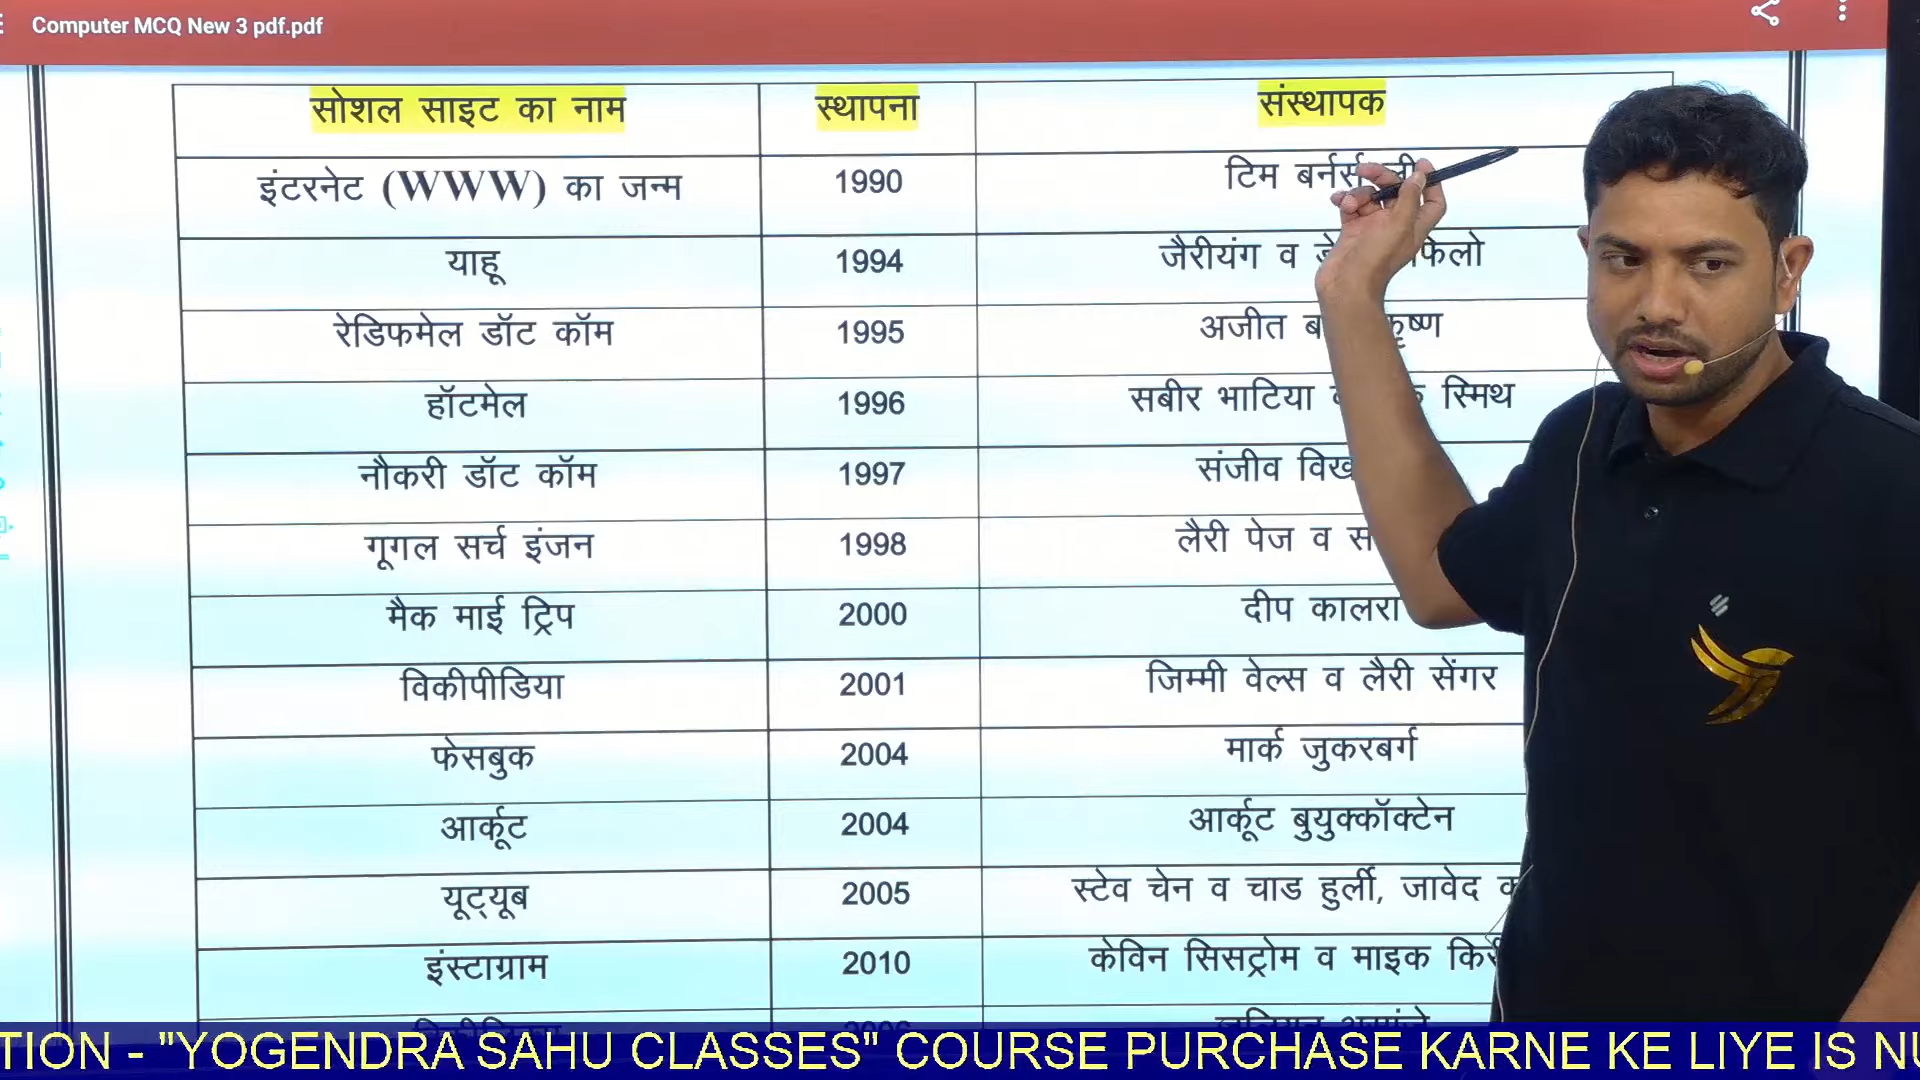 Computer MCQ New 3 pdf.pdf
सोशल साइट का नाम स्थापना संस्थापक
इंटरनेट (WWW) का जन्म 1990 टिम
याहू 1994 जैरीयंग व
रेडिफमेल डॉट कॉम 1995 अजीत
हॉटमेल 1996 सबीर भाटिया स्मिथ
नौकरी डॉट कॉम 1997 संजीव
गूगल सर्च इंजन 1998 लैरी पेज व
मैक माई ट्रिप 2000 दीप कालरा
विकीपीडिया 2001 जिम्मी वेल्स व लैरी सेंगर
फेसबुक 2004 मार्क जुकरबर्ग
आर्कूट 2004 आर्कूट बुयुक्कॉक्टेन
यूट्यूब 2005 स्टेव चेन व चाड हुर्ली, जावेद
इंस्टाग्राम 2010 केविन सिसट्रोम व माइक
TION - "YOGENDRA SAHU CLASSES" COURSE PURCHASE KARNE KE LIYE IS NU